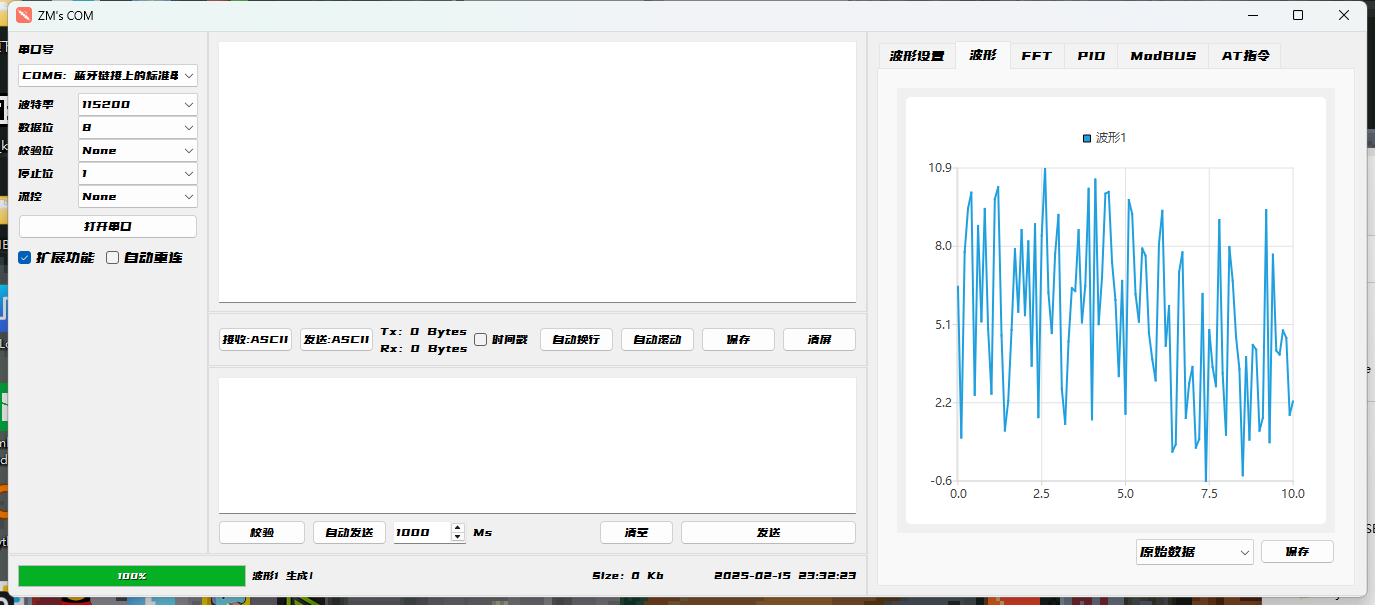 ZM's COM
串口号
COM6: 蓝牙链接上的标准串
波特率 115200
数据位 8
校验位 None
停止位 1
流控 None
打开串口
扩展功能 自动重连
接收:ASCII 发送:ASCII
Tx: 0 Bytes
Rx: 0 Bytes
时间戳 自动换行 自动滚动 保存 清屏
校验 自动发送 1000 Ms 清空 发送
100% 波形1 生成! Size: 0 Kb 2025-02-15 23:32:23
波形设置 波形 FFT PID ModBUS AT指令
波形1
10.9
8.0
5.1
2.2
-0.6
0.0 2.5 5.0 7.5 10.0
原始数据 保存